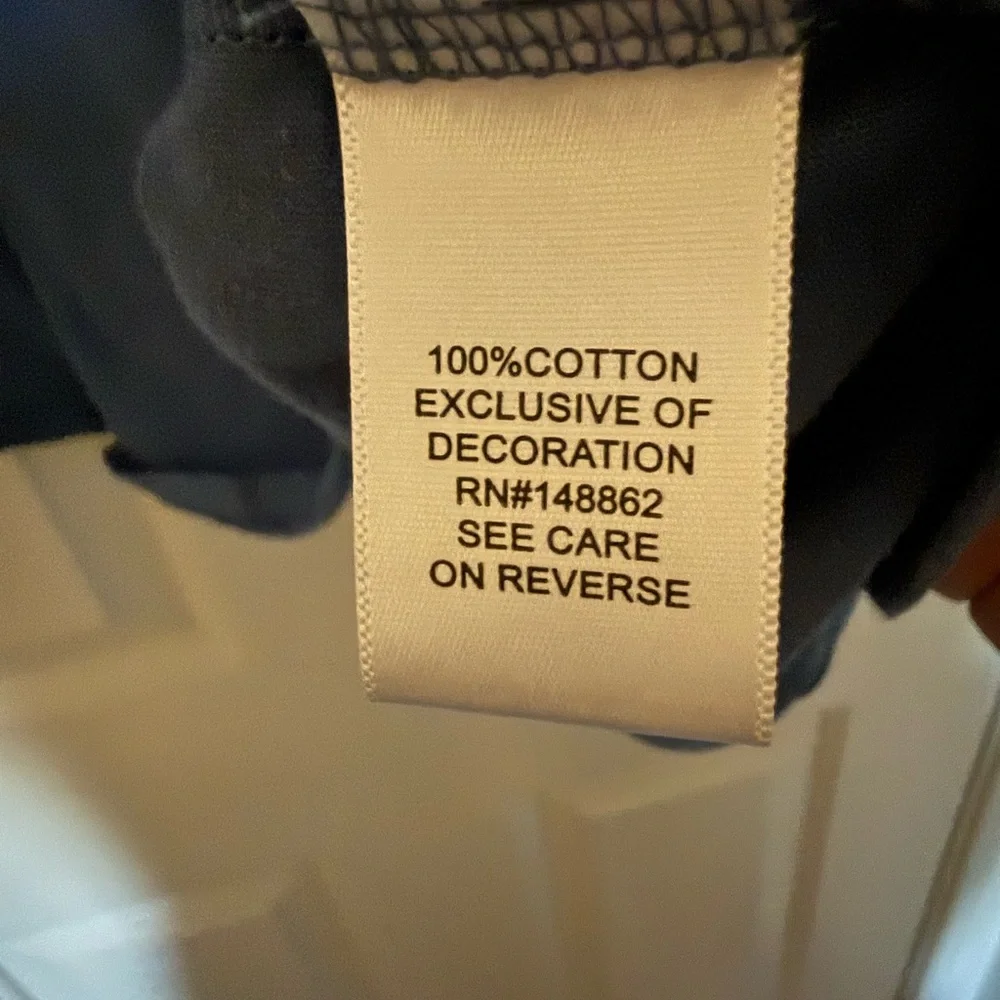 100%COTTON
EXCLUSIVE OF
DECORATION
RN#148862
SEE CARE
ON REVERSE